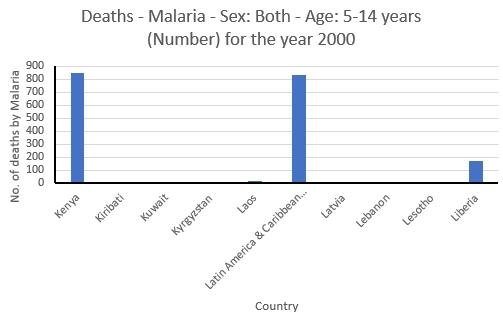 Deaths - Malaria - Sex: Both - Age: 5-14 years
(Number) for the year 2000
No. of deaths by Malaria
900
800
700
600
500
400
300
200
100
0
Kenya
Kiribati
Kuwait
Kyrgyzstan
Laos
Latin America & Caribbean...
Latvia
Lebanon
Lesotho
Liberia
Country